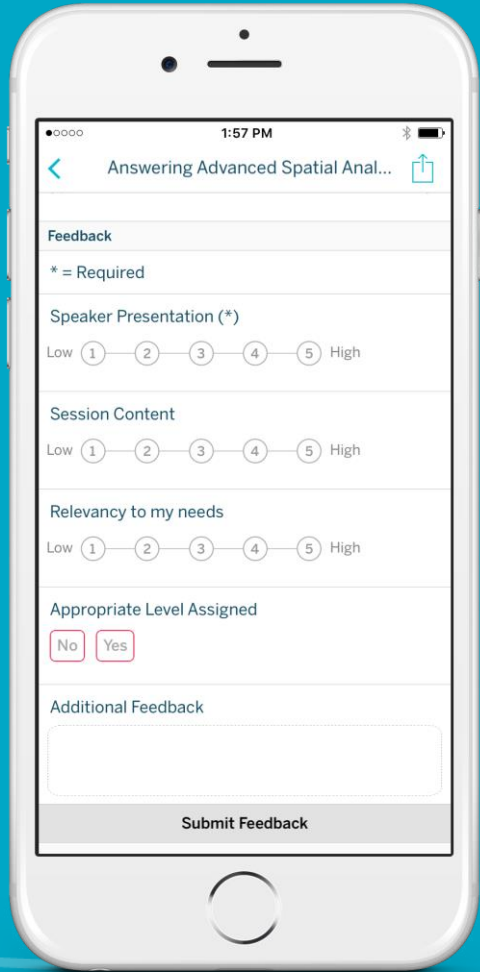 1:57 PM
Answering Advanced Spatial Anal...
Feedback
* = Required
Speaker Presentation (*)
Low 1 2 3 4 5 High
Session Content
Low 1 2 3 4 5 High
Relevancy to my needs
Low 1 2 3 4 5 High
Appropriate Level Assigned
No Yes
Additional Feedback
Submit Feedback